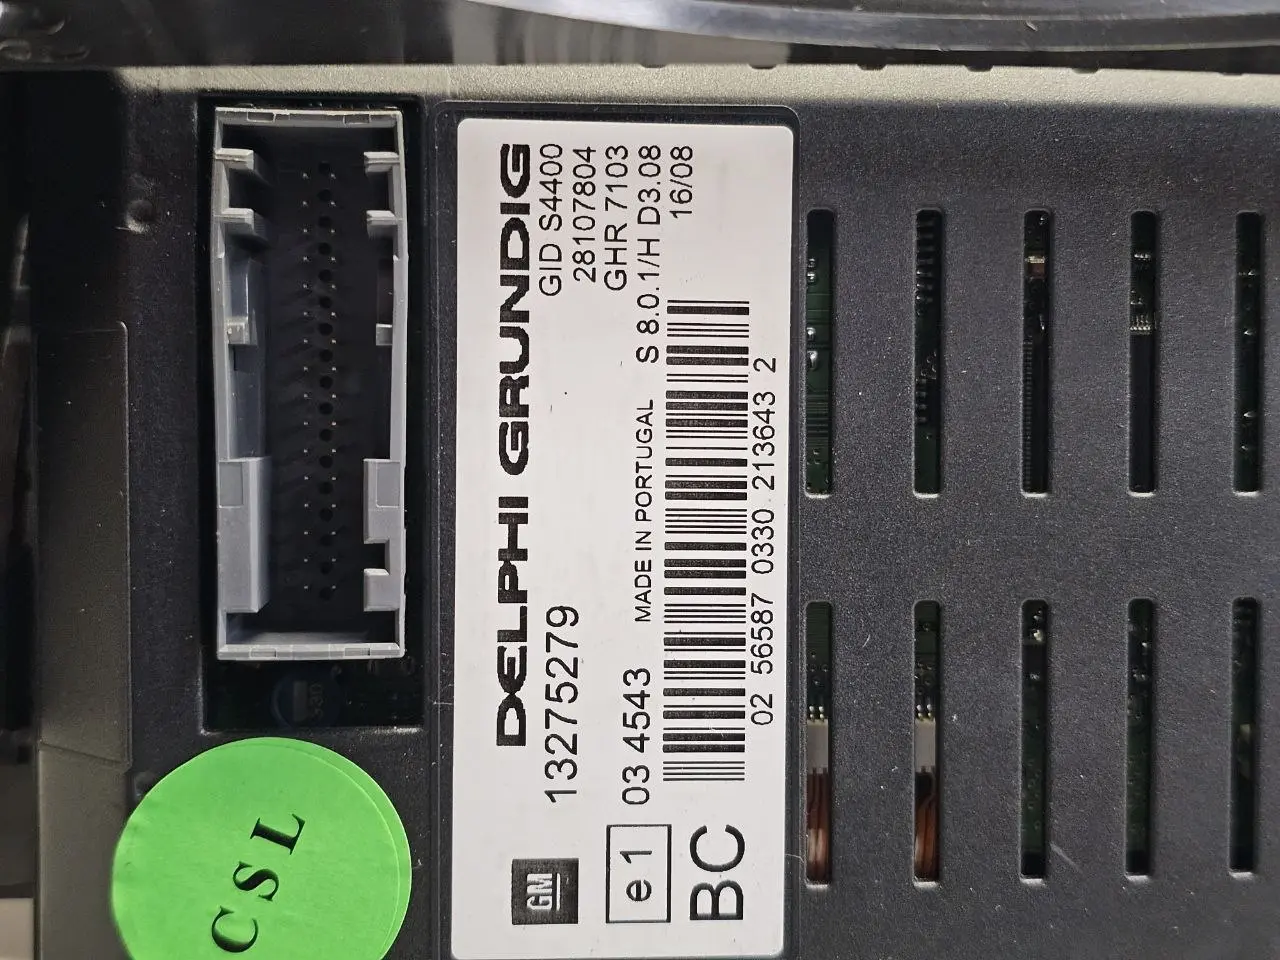 DELPHI GRUNDIG
13275279
GID S4400
28107804
GHR 7103
S 8.0.1/H D3.08
16/08
GM
e1
03 4543
MADE IN PORTUGAL
BC
02 56587 0330 213643 2
CSL